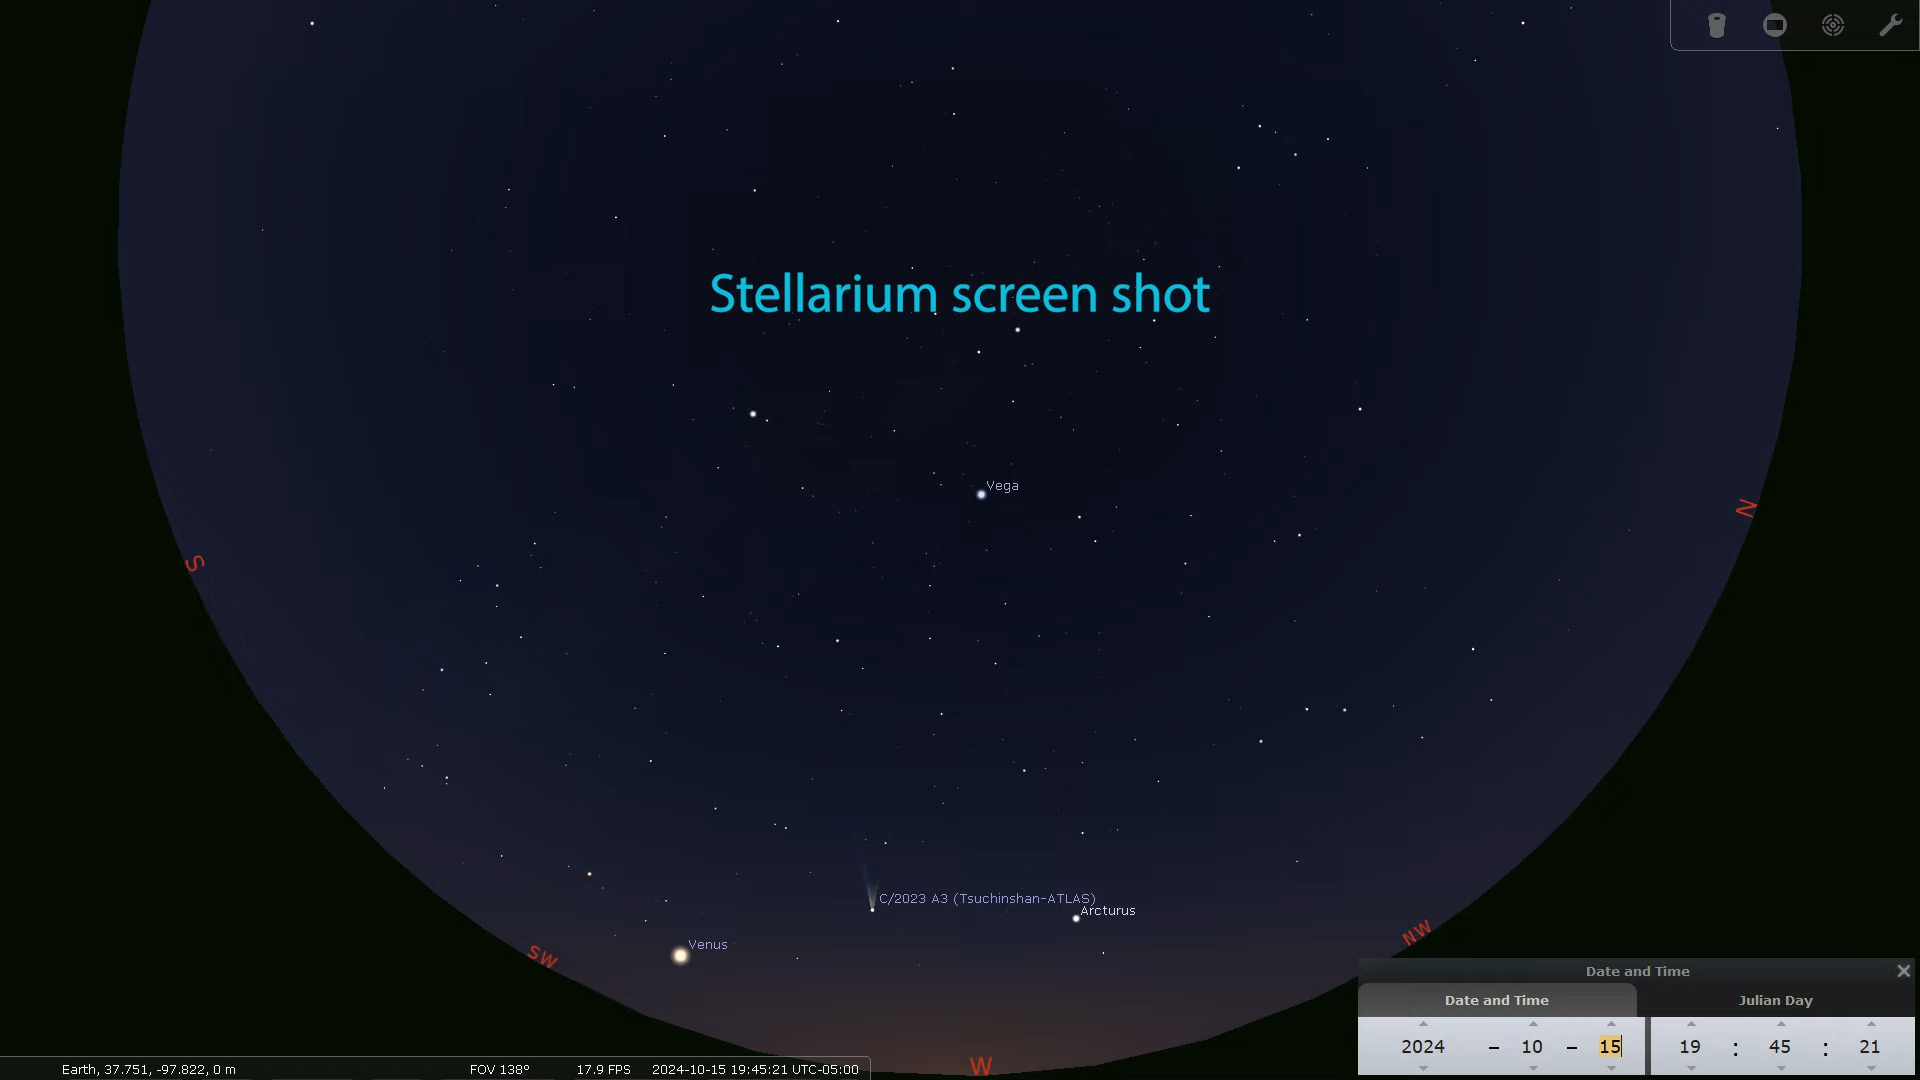 Stellarium screen shot
Vega
N
S
C/2023 A3 (Tsuchinshan-ATLAS)
Arcturus
Venus
SW
NW
W
Date and Time
Date and Time
Julian Day
2024 - 10 - 15 19 : 45 : 21
Earth, 37.751, -97.822, 0 m FOV 138° 17.9 FPS 2024-10-15 19:45:21 UTC-05:00